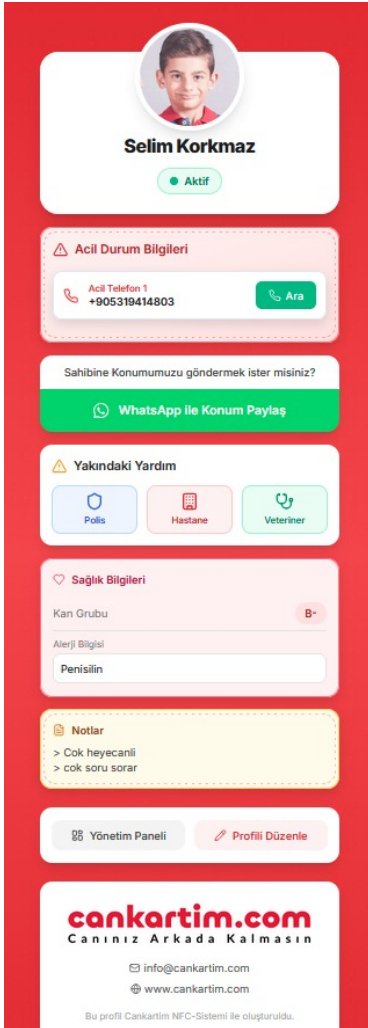 Selim Korkmaz
Aktif
Acil Durum Bilgileri
Acil Telefon 1
+905319414803
Ara
Sahibine Konumumuzu göndermek ister misiniz?
WhatsApp ile Konum Paylaş
Yakındaki Yardım
Polis
Hastane
Veteriner
Sağlık Bilgileri
Kan Grubu
B-
Alerji Bilgisi
Penisilin
Notlar
> Cok heyecanli
> cok soru sorar
Yönetim Paneli
Profili Düzenle
cankartim.com
Canınız Arkada Kalmasın
info@cankartim.com
www.cankartim.com
Bu profil Cankartim NFC-Sistemi ile oluşturuldu.